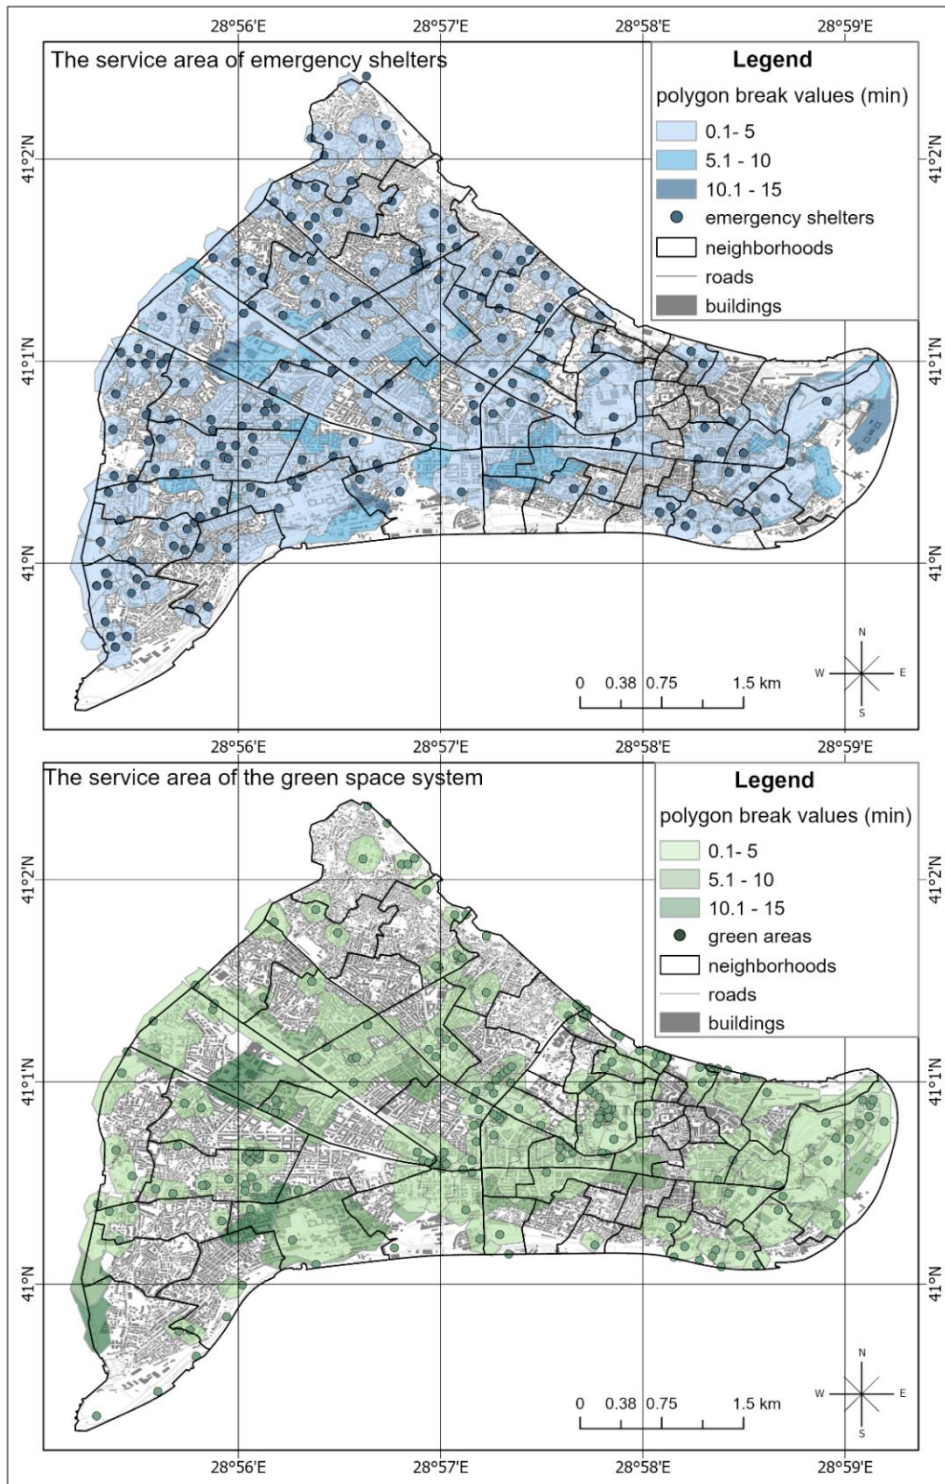 28°56'E 28°57'E 28°58'E 28°59'E
The service area of emergency shelters
Legend
polygon break values (min)
0.1- 5
5.1 - 10
10.1 - 15
emergency shelters
neighborhoods
roads
buildings
41°2'N 41°2'N
41°1'N 41°1'N
41°N 41°N
N
W E
S
0 0.38 0.75 1.5 km
28°56'E 28°57'E 28°58'E 28°59'E
The service area of the green space system
Legend
polygon break values (min)
0.1- 5
5.1 - 10
10.1 - 15
green areas
neighborhoods
roads
buildings
41°2'N 41°2'N
41°1'N 41°1'N
41°N 41°N
N
W E
S
0 0.38 0.75 1.5 km
28°56'E 28°57'E 28°58'E 28°59'E